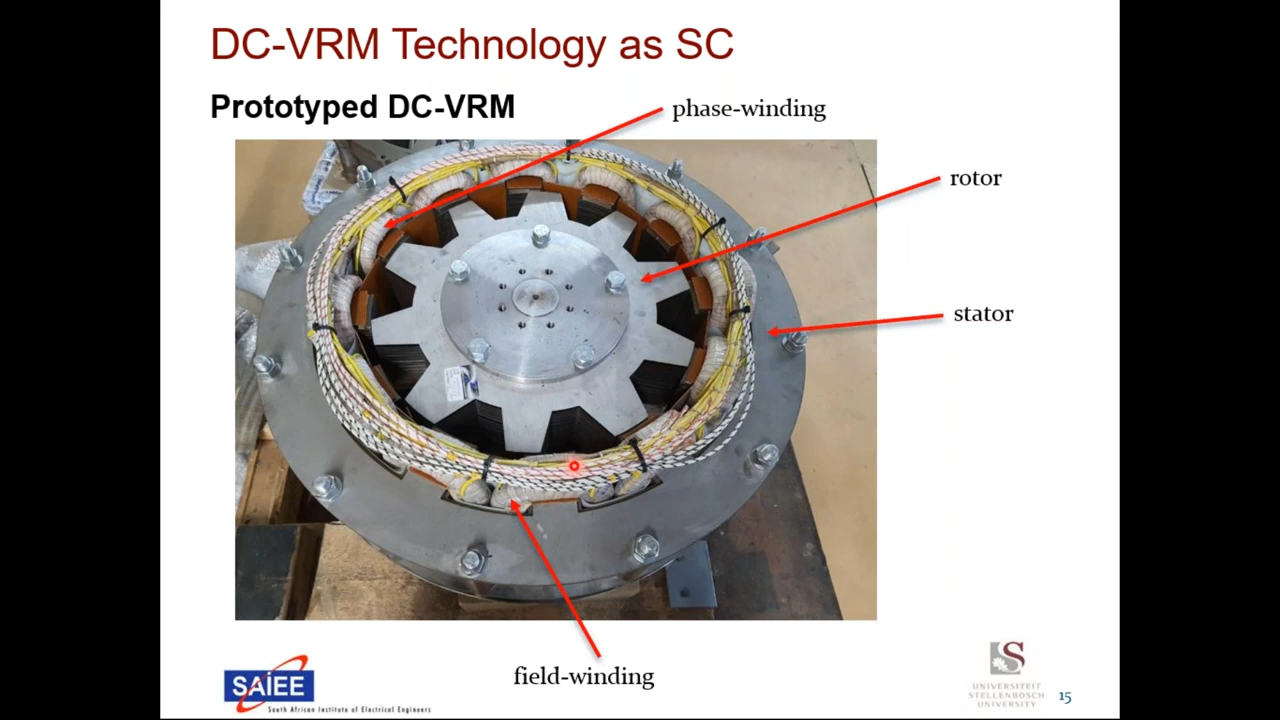 DC-VRM Technology as SC
Prototyped DC-VRM
phase-winding
rotor
stator
field-winding
SAIEE
South African Institute of Electrical Engineers
UNIVERSITEIT
STELLENBOSCH
UNIVERSITY
15